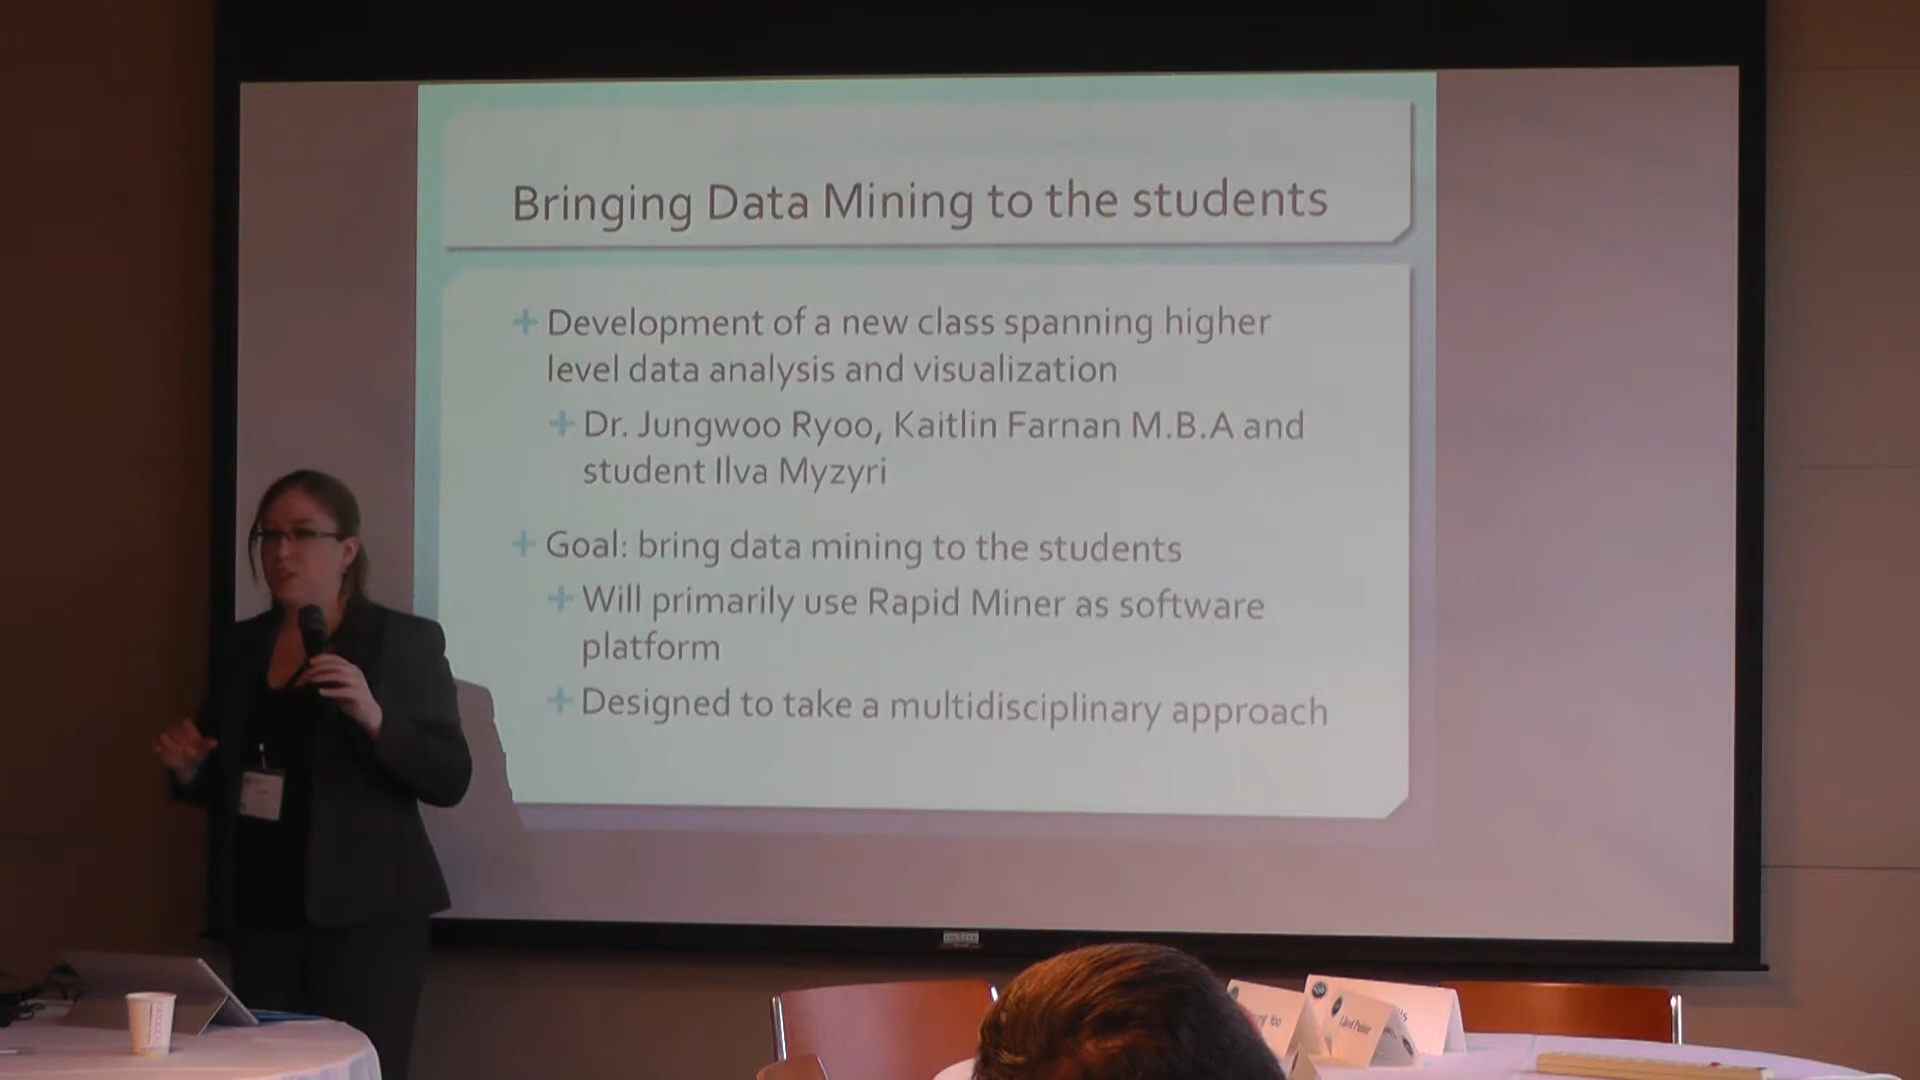 Bringing Data Mining to the students
Development of a new class spanning higher
level data analysis and visualization
Dr. Jungwoo Ryoo, Kaitlin Farnan M.B.A and
student Ilva Myzyri
Goal: bring data mining to the students
Will primarily use Rapid Miner as software
platform
Designed to take a multidisciplinary approach
Yoo